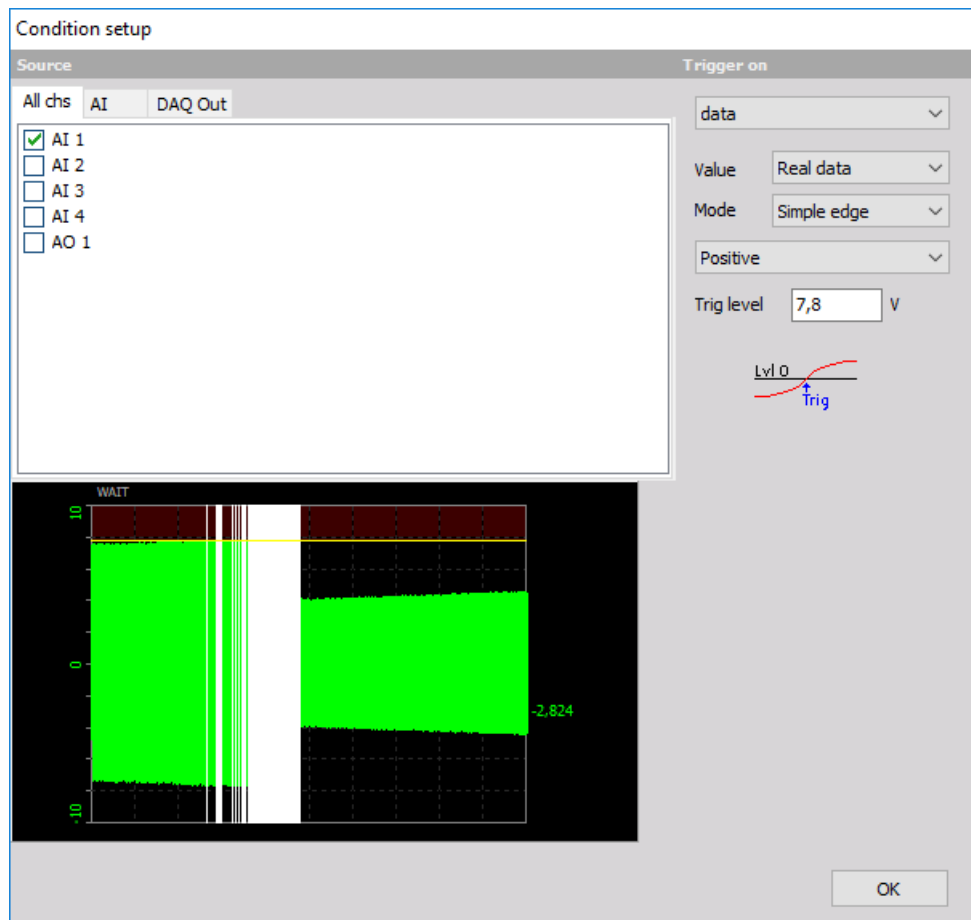 Condition setup
Source
Trigger on
All chs AI DAQ Out
AI 1
AI 2
AI 3
AI 4
AO 1
data
Value Real data
Mode Simple edge
Positive
Trig level 7,8 V
Lvl 0
Trig
WAIT
10
0
-10
-2,824
OK